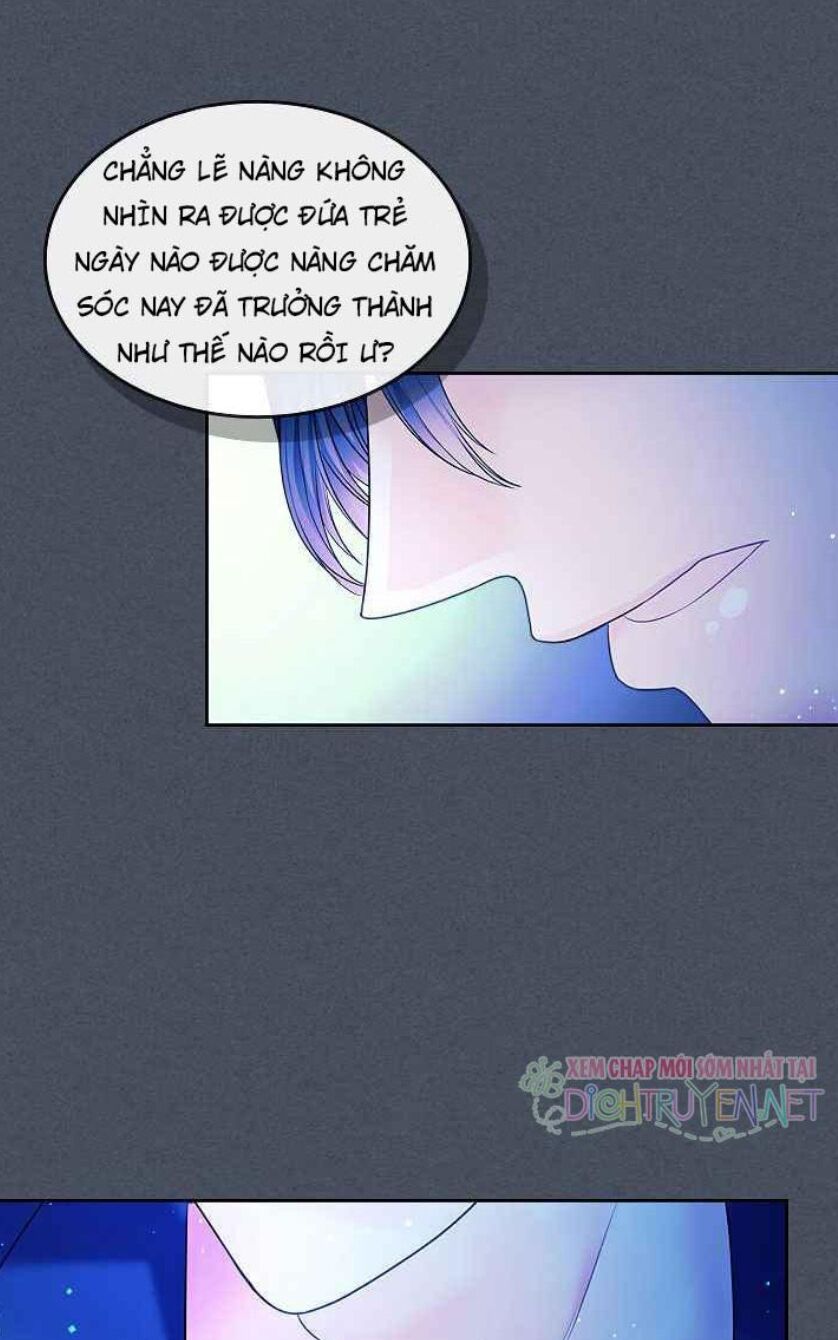 CHẲNG LẼ NÀNG KHÔNG
NHÌN RA ĐƯỢC ĐỨA TRẺ
NGÀY NÀO ĐƯỢC NÀNG CHĂM
SÓC NAY ĐÃ TRƯỞNG THÀNH
NHƯ THẾ NÀO RỒI Ư?
XEM CHAP MỚI SỚM NHẤT TẠI
DICHTRUYEN.NET